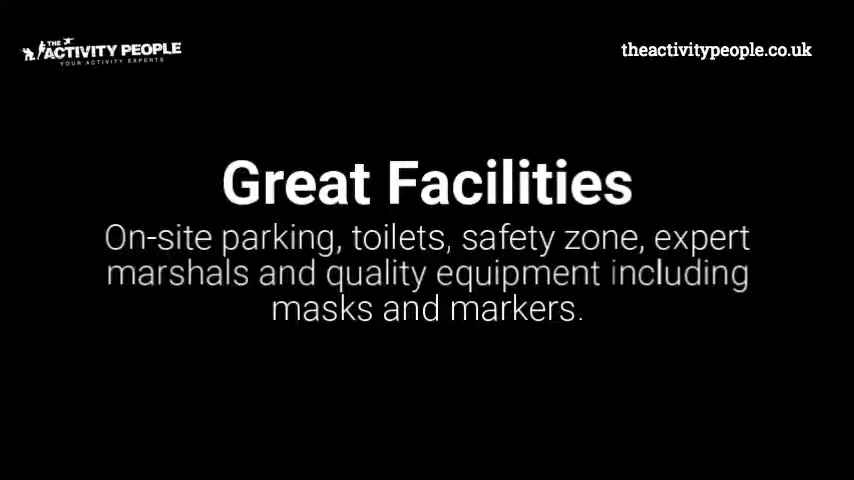 THE
ACTIVITY PEOPLE
YOUR ACTIVITY EXPERTS
theactivitypeople.co.uk
Great Facilities
On-site parking, toilets, safety zone, expert
marshals and quality equipment including
masks and markers.